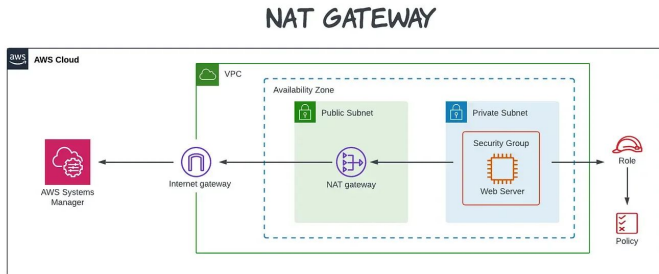 NAT GATEWAY
aws
AWS Cloud
VPC
Availability Zone
Public Subnet
Private Subnet
Security Group
Web Server
NAT gateway
Internet gateway
AWS Systems
Manager
Role
Policy